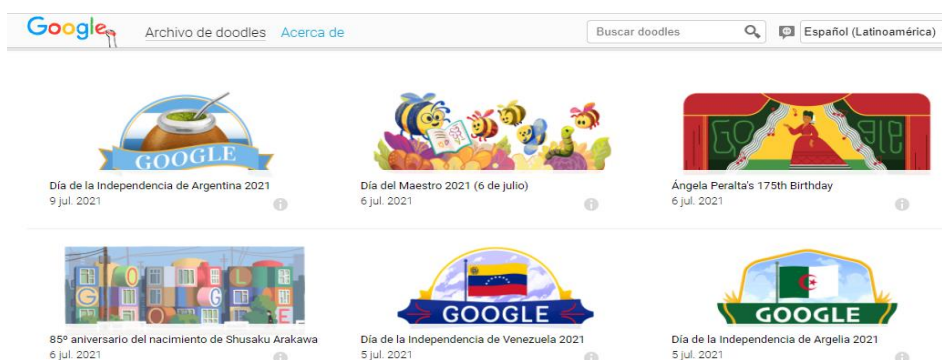 Google
Archivo de doodles Acerca de
Buscar doodles
Español (Latinoamérica)
GOOGLE
Día de la Independencia de Argentina 2021
9 jul. 2021
Día del Maestro 2021 (6 de julio)
6 jul. 2021
GO GLE
Ángela Peralta's 175th Birthday
6 jul. 2021
GOOGLE
85º aniversario del nacimiento de Shusaku Arakawa
6 jul. 2021
GOOGLE
Día de la Independencia de Venezuela 2021
5 jul. 2021
GOOGLE
Día de la Independencia de Argelia 2021
5 jul. 2021